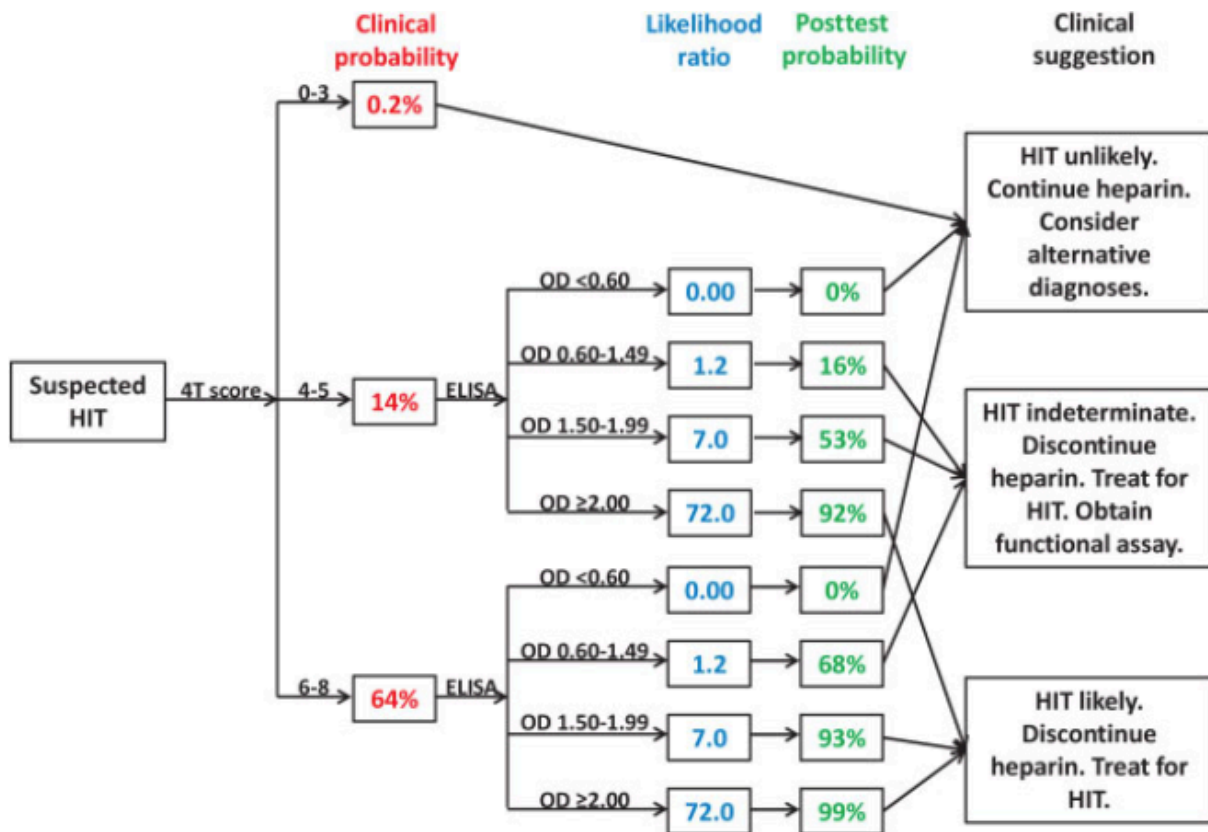 Clinical
probability
Likelihood
ratio
Posttest
probability
Clinical
suggestion
0-3
0.2%
HIT unlikely.
Continue heparin.
Consider
alternative
diagnoses.
OD <0.60
0.00
0%
OD 0.60-1.49
1.2
16%
Suspected
HIT
4T score
4-5
14%
ELISA
OD 1.50-1.99
7.0
53%
HIT indeterminate.
Discontinue
heparin. Treat for
HIT. Obtain
functional assay.
OD ≥2.00
72.0
92%
OD <0.60
0.00
0%
OD 0.60-1.49
1.2
68%
6-8
64%
ELISA
OD 1.50-1.99
7.0
93%
HIT likely.
Discontinue
heparin. Treat for
HIT.
OD ≥2.00
72.0
99%